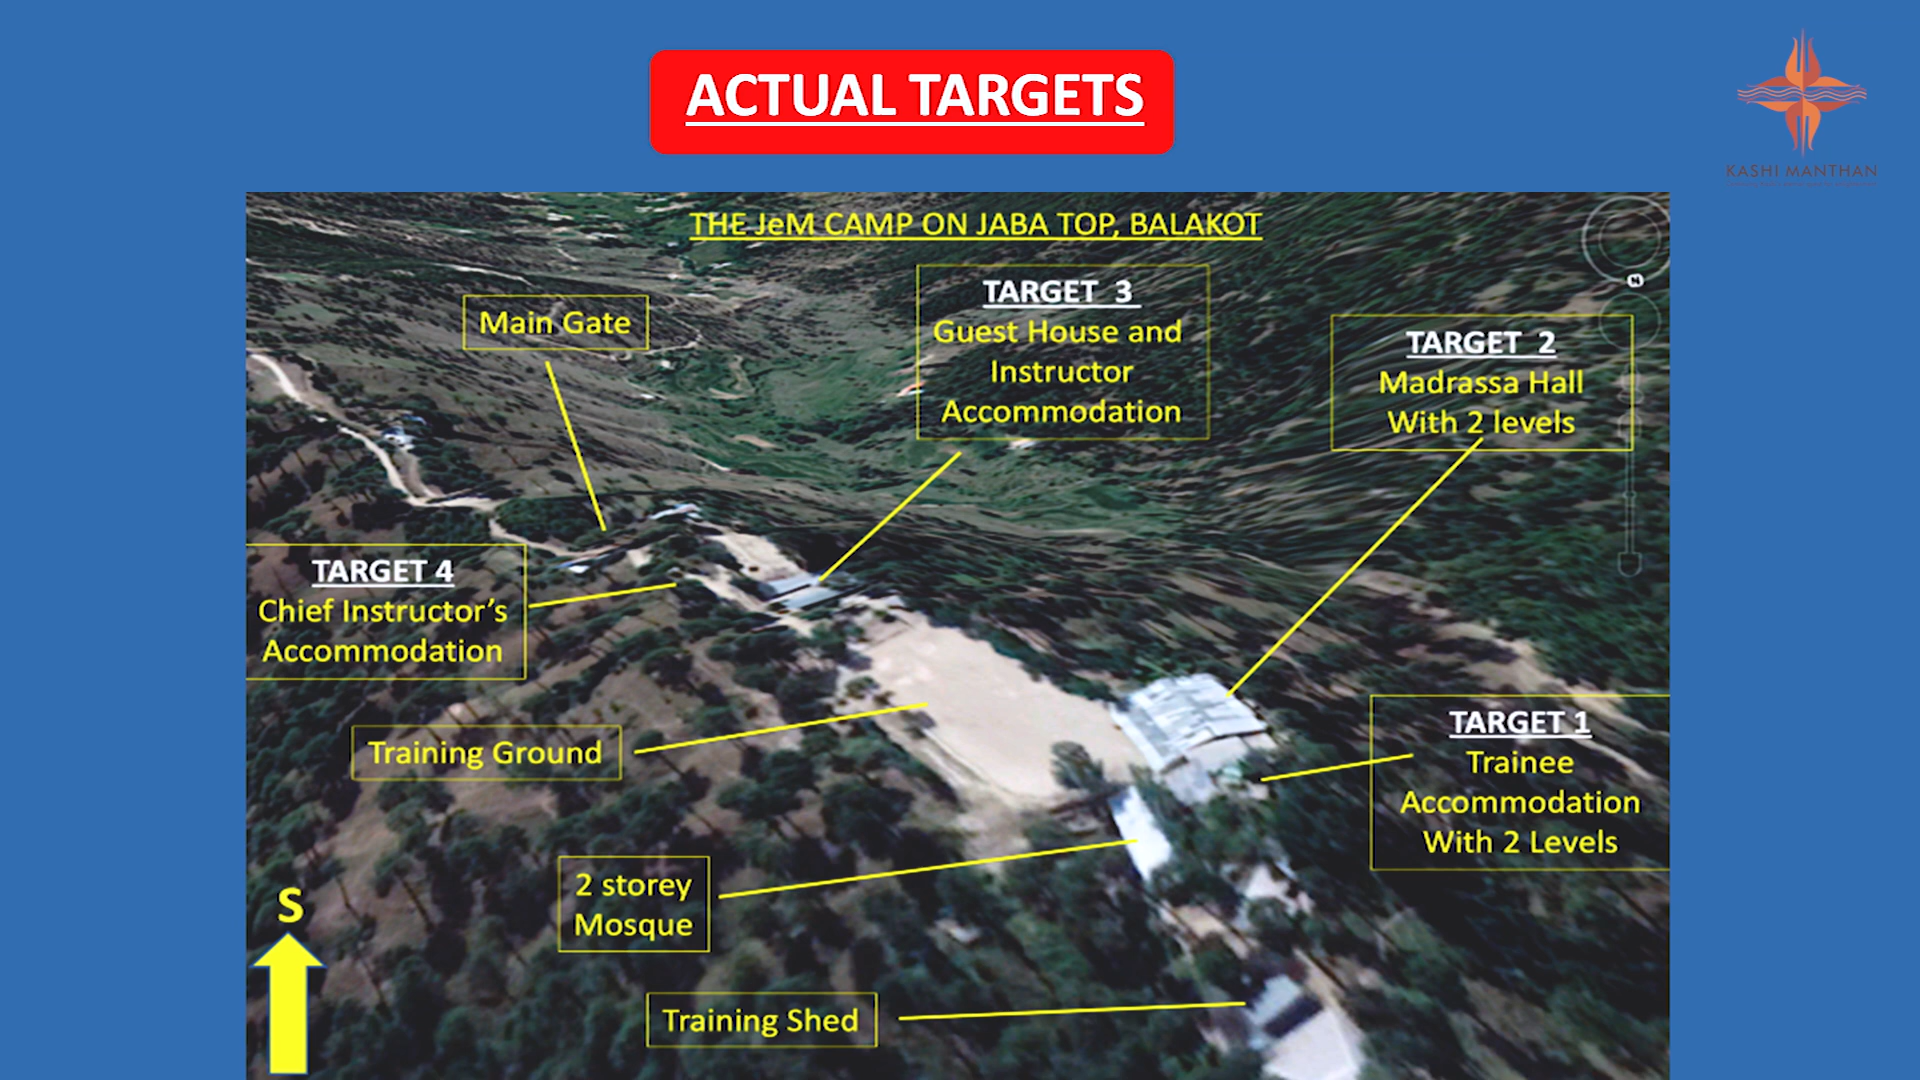 ACTUAL TARGETS
KASHI MANTHAN
THE JeM CAMP ON JABA TOP, BALAKOT
Main Gate
TARGET 3
Guest House and
Instructor
Accommodation
TARGET 2
Madrassa Hall
With 2 levels
N
TARGET 4
Chief Instructor's
Accommodation
Training Ground
TARGET 1
Trainee
Accommodation
With 2 Levels
2 storey
Mosque
S
Training Shed